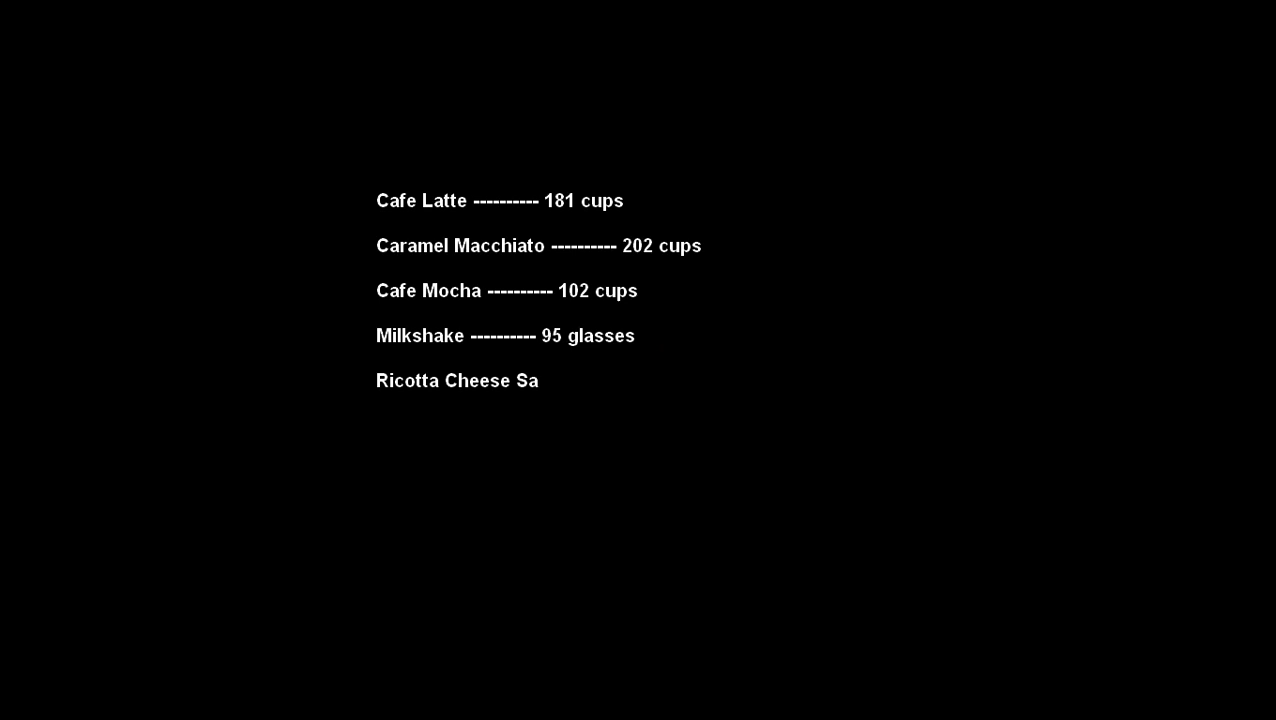 Cafe Latte ---------- 181 cups
Caramel Macchiato ---------- 202 cups
Cafe Mocha ---------- 102 cups
Milkshake ---------- 95 glasses
Ricotta Cheese Sa